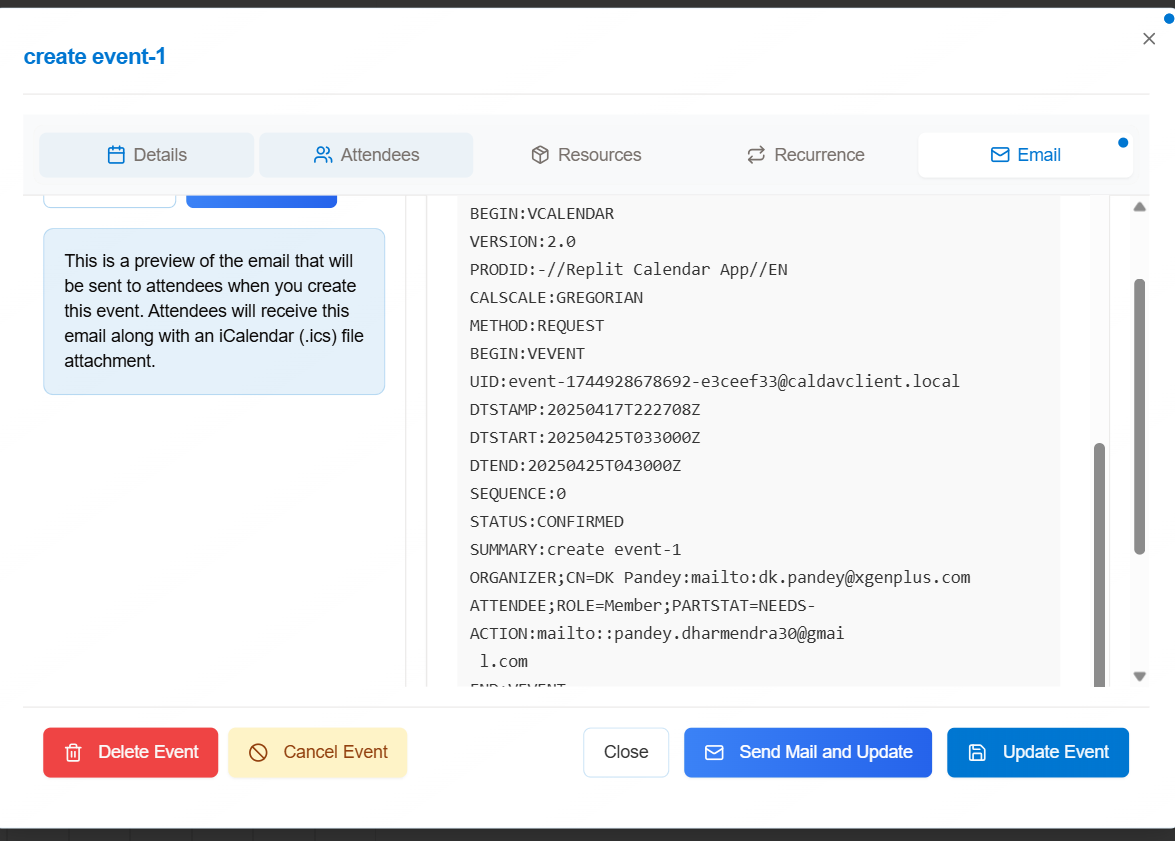 create event-1
Details
Attendees
Resources
Recurrence
Email
This is a preview of the email that will
be sent to attendees when you create
this event. Attendees will receive this
email along with an iCalendar (.ics) file
attachment.
BEGIN:VCALENDAR
VERSION:2.0
PRODID:-//Replit Calendar App//EN
CALSCALE:GREGORIAN
METHOD:REQUEST
BEGIN:VEVENT
UID:event-1744928678692-e3ceef33@caldavclient.local
DTSTAMP:20250417T222708Z
DTSTART:20250425T033000Z
DTEND:20250425T043000Z
SEQUENCE:0
STATUS:CONFIRMED
SUMMARY:create event-1
ORGANIZER;CN=DK Pandey:mailto:dk.pandey@xgenplus.com
ATTENDEE;ROLE=Member;PARTSTAT=NEEDS-
ACTION:mailto::pandey.dharmendra30@gmai
l.com
END:VEVENT
Delete Event
Cancel Event
Close
Send Mail and Update
Update Event